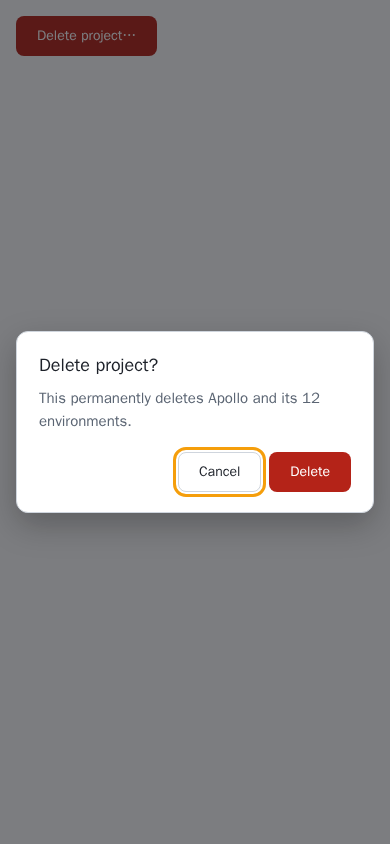 Delete project⋯
Delete project?
This permanently deletes Apollo and its 12
environments.
Cancel
Delete